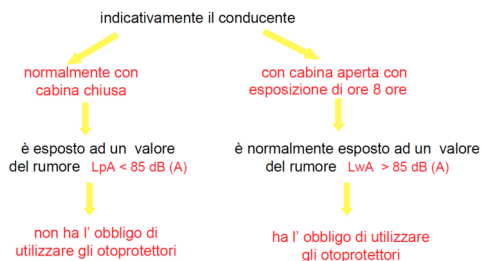 indicativamente il conducente
normalmente con
cabina chiusa
è esposto ad un valore
del rumore LpA < 85 dB (A)
non ha l' obbligo di
utilizzare gli otoprotettori
con cabina aperta con
esposizione di ore 8 ore
è normalmente esposto ad un valore
del rumore LwA > 85 dB (A)
ha l' obbligo di utilizzare
gli otoprotettori